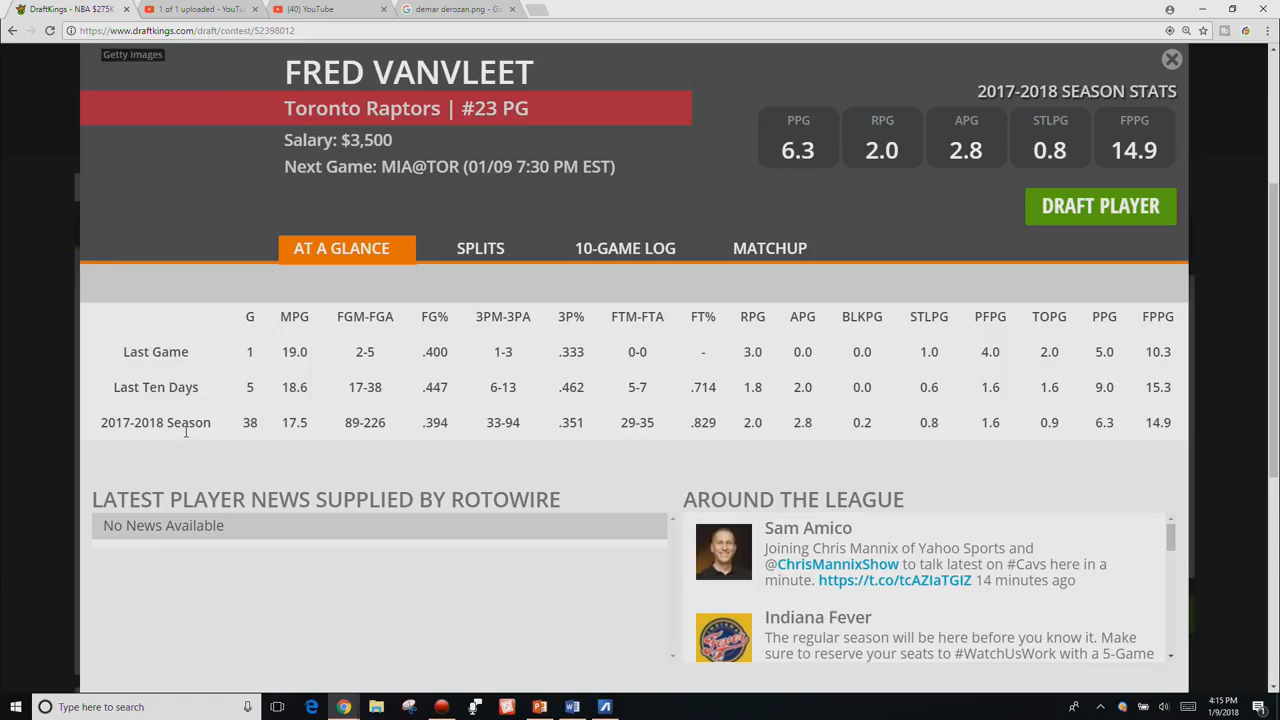 DraftKings - NBA $275K
1 of 1 uploaded - YouTu
(40) YouTube
demar derozan.png - Go
https://www.draftkings.com/draft/contest/52398012
Getty Images
FRED VANVLEET
Toronto Raptors | #23 PG
Salary: $3,500
Next Game: MIA@TOR (01/09 7:30 PM EST)
2017-2018 SEASON STATS
PPG RPG APG STLPG FPPG
6.3 2.0 2.8 0.8 14.9
DRAFT PLAYER
AT A GLANCE SPLITS 10-GAME LOG MATCHUP
G MPG FGM-FGA FG% 3PM-3PA 3P% FTM-FTA FT% RPG APG BLKPG STLPG PFPG TOPG PPG FPPG
Last Game 1 19.0 2-5 .400 1-3 .333 0-0 - 3.0 0.0 0.0 1.0 4.0 2.0 5.0 10.3
Last Ten Days 5 18.6 17-38 .447 6-13 .462 5-7 .714 1.8 2.0 0.0 0.6 1.6 1.6 9.0 15.3
2017-2018 Season 38 17.5 89-226 .394 33-94 .351 29-35 .829 2.0 2.8 0.2 0.8 1.6 0.9 6.3 14.9
LATEST PLAYER NEWS SUPPLIED BY ROTOWIRE
No News Available
AROUND THE LEAGUE
Sam Amico
Joining Chris Mannix of Yahoo Sports and
@ChrisMannixShow to talk latest on #Cavs here in a
minute. https://t.co/tcAZIaTGIZ 14 minutes ago
Indiana Fever
The regular season will be here before you know it. Make
sure to reserve your seats to #WatchUsWork with a 5-Game
Type here to search
4:15 PM
1/9/2018